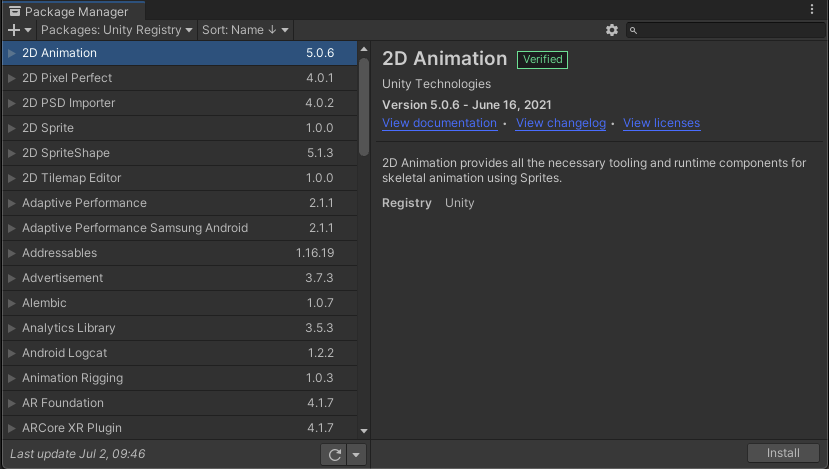 Package Manager
Packages: Unity Registry Sort: Name ↓
2D Animation 5.0.6
2D Pixel Perfect 4.0.1
2D PSD Importer 4.0.2
2D Sprite 1.0.0
2D SpriteShape 5.1.3
2D Tilemap Editor 1.0.0
Adaptive Performance 2.1.1
Adaptive Performance Samsung Android 2.1.1
Addressables 1.16.19
Advertisement 3.7.3
Alembic 1.0.7
Analytics Library 3.5.3
Android Logcat 1.2.2
Animation Rigging 1.0.3
AR Foundation 4.1.7
ARCore XR Plugin 4.1.7
Last update Jul 2, 09:46
2D Animation Verified
Unity Technologies
Version 5.0.6 - June 16, 2021
View documentation • View changelog • View licenses
2D Animation provides all the necessary tooling and runtime components for
skeletal animation using Sprites.
Registry Unity
Install